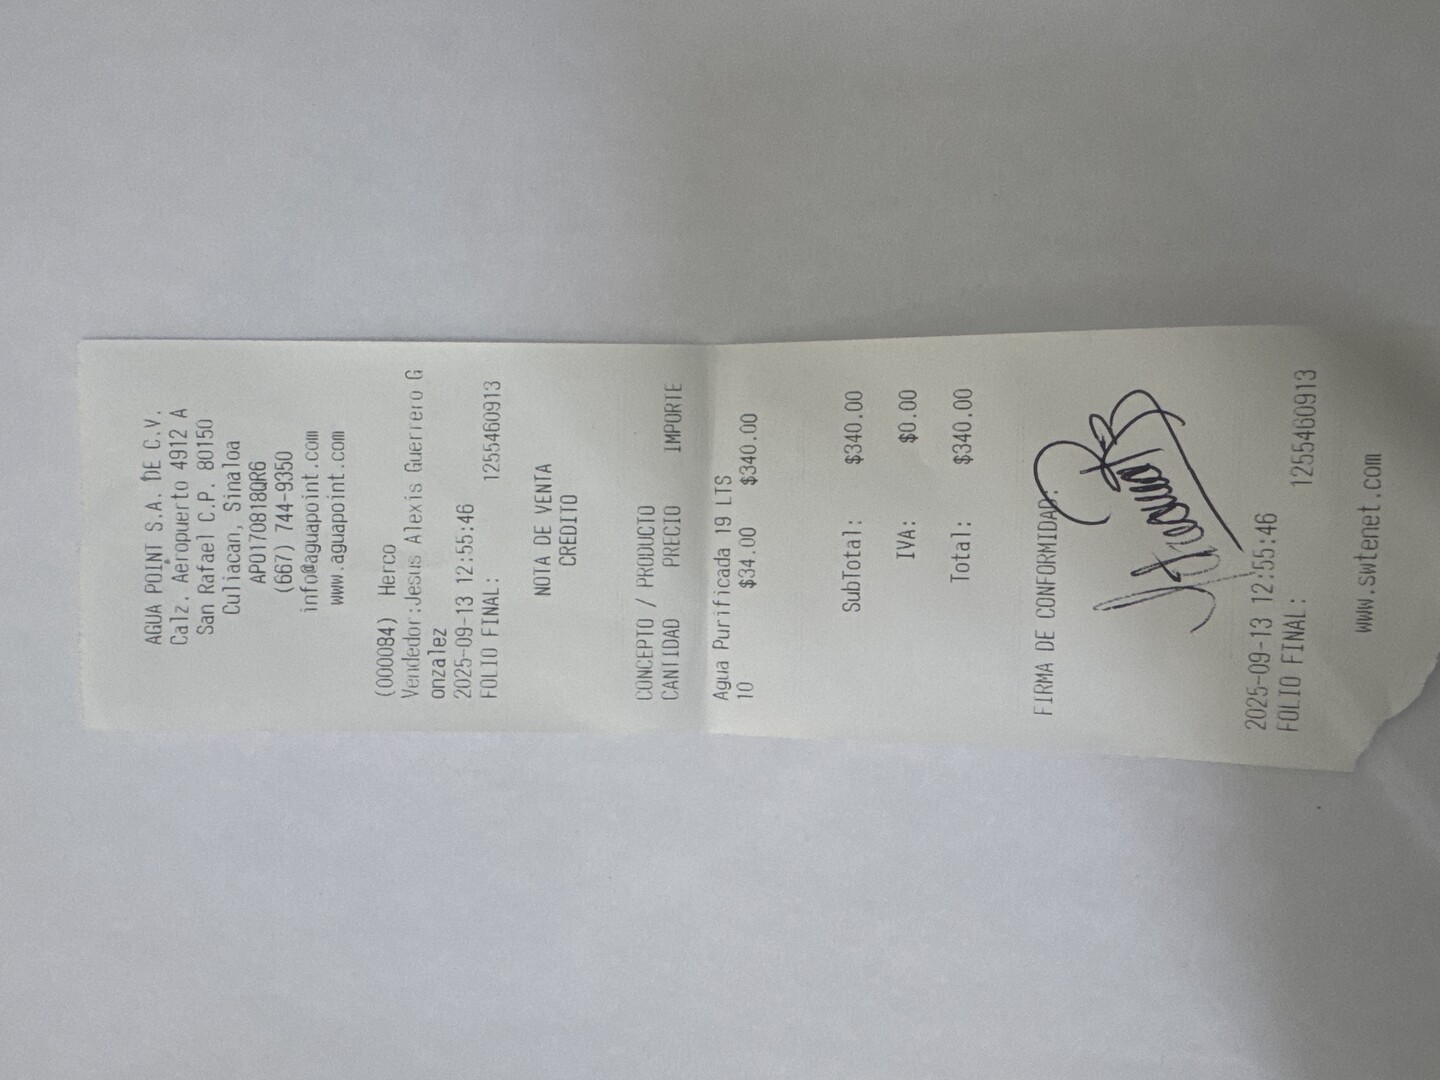 AGUA POINT S.A. DE C.V.
Calz. Aeropuerto 4912 A
San Rafael C.P. 80150
Culiacan, Sinaloa
APO170818QR6
(667) 744-9350
info@aguapoint.com
www.aguapoint.com
(000084) Herco
Vendedor:Jesus Alexis Guerrero G
onzalez
2025-09-13 12:55:46
FOLIO FINAL: 1255460913
NOTA DE VENTA
CREDITO
CONCEPTO / PRODUCTO
CANTIDAD PRECIO IMPORTE
Agua Purificada 19 LTS
10 $34.00 $340.00
SubTotal: $340.00
IVA: $0.00
Total: $340.00
FIRMA DE CONFORMIDAD:
2025-09-13 12:55:46
FOLIO FINAL: 1255460913
www.swtenet.com